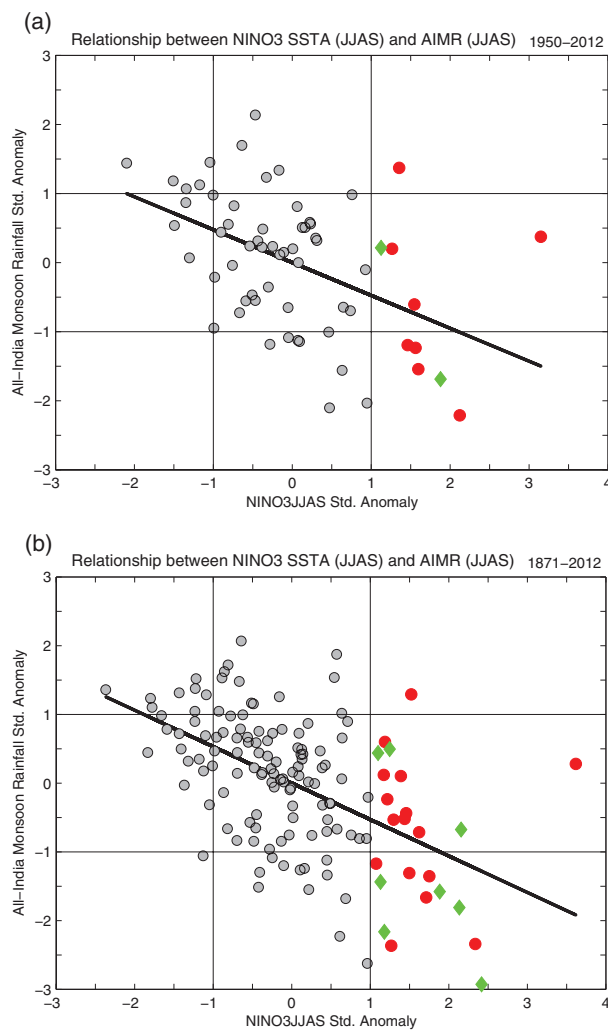 (a)
Relationship between NINO3 SSTA (JJAS) and AIMR (JJAS) 1950−2012
All−India Monsoon Rainfall Std. Anomaly
3
2
1
0
−1
−2
−3
−3 −2 −1 0 1 2 3 4
NINO3JJAS Std. Anomaly
(b)
Relationship between NINO3 SSTA (JJAS) and AIMR (JJAS) 1871−2012
All−India Monsoon Rainfall Std. Anomaly
3
2
1
0
−1
−2
−3
−3 −2 −1 0 1 2 3 4
NINO3JJAS Std. Anomaly